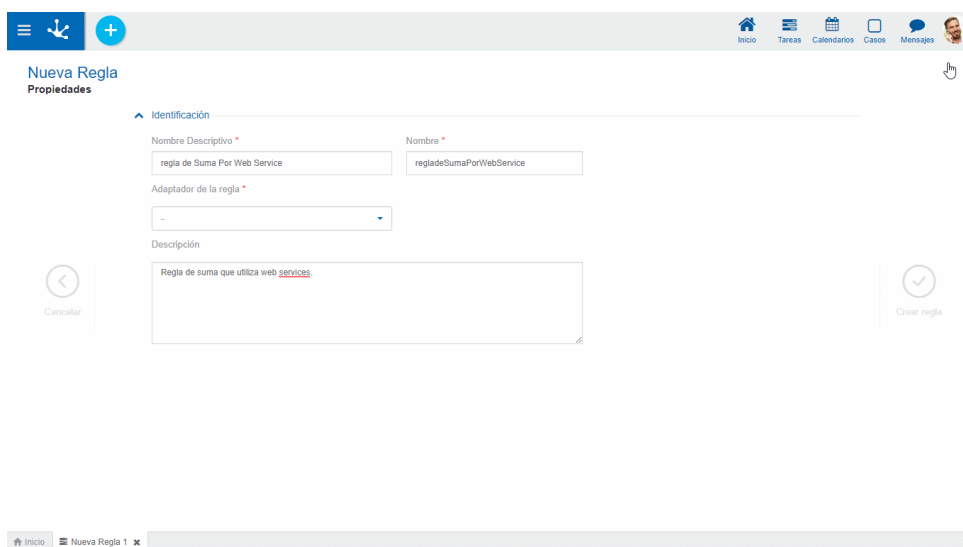 Inicio Tareas Calendarios Casos Mensajes
Nueva Regla
Propiedades
Identificación
Nombre Descriptivo * Nombre *
regla de Suma Por Web Service regladeSumaPorWebService
Adaptador de la regla *
-
Descripción
Regla de suma que utiliza web services.
Cancelar Crear regla
Inicio Nueva Regla 1